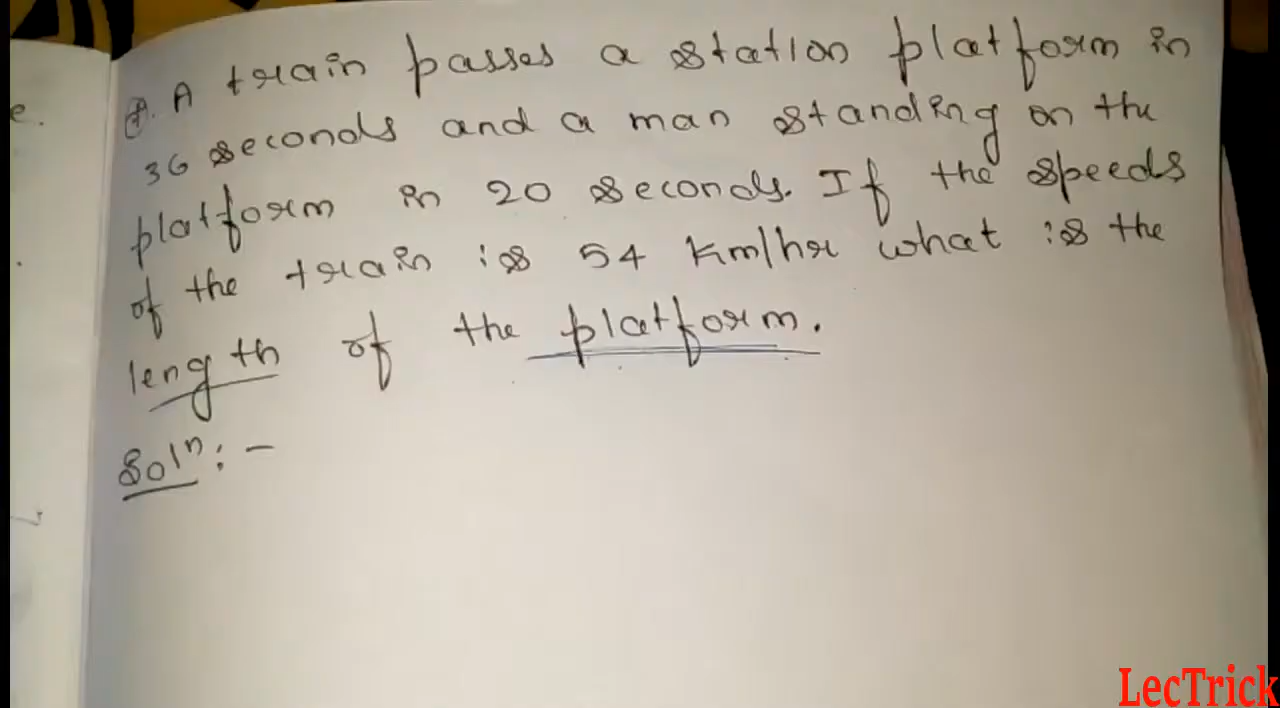 Q. A train passes a station platform in
36 seconds and a man standing on the
platform in 20 seconds. If the speeds
of the train is 54 km/hr what is the
length of the platform.
Soln : -
e.
LecTrick